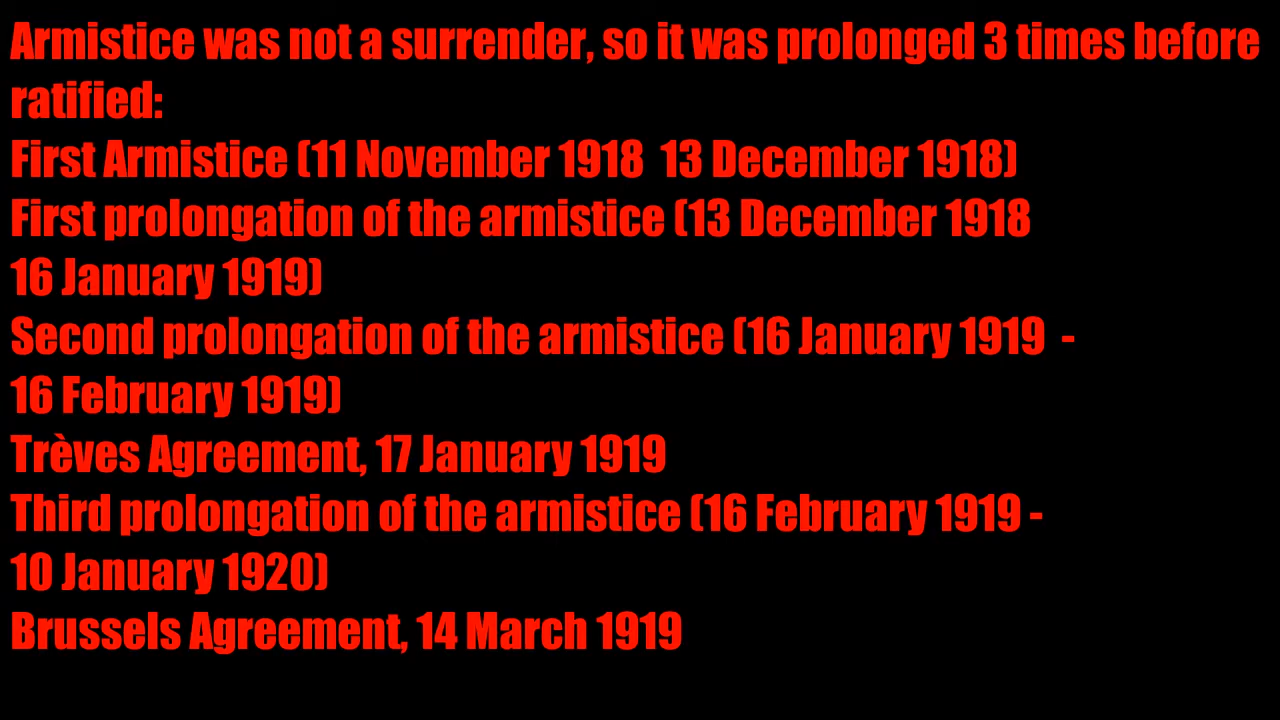 Armistice was not a surrender, so it was prolonged 3 times before
ratified:
First Armistice (11 November 1918  13 December 1918)
First prolongation of the armistice (13 December 1918
16 January 1919)
Second prolongation of the armistice (16 January 1919  -
16 February 1919)
Trèves Agreement, 17 January 1919
Third prolongation of the armistice (16 February 1919 -
10 January 1920)
Brussels Agreement, 14 March 1919